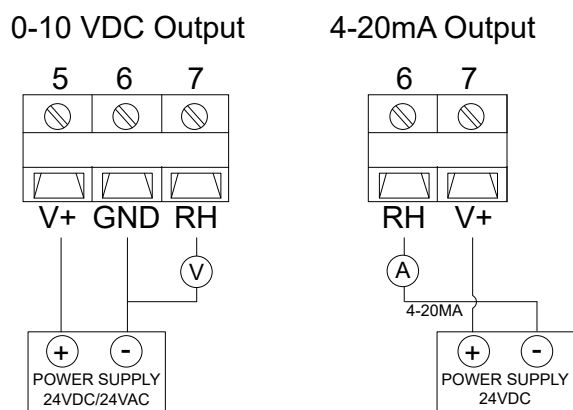 0-10 VDC Output
5 6 7
V+ GND RH
V
+ -
POWER SUPPLY
24VDC/24VAC
4-20mA Output
6 7
RH V+
A
4-20MA
+ -
POWER SUPPLY
24VDC